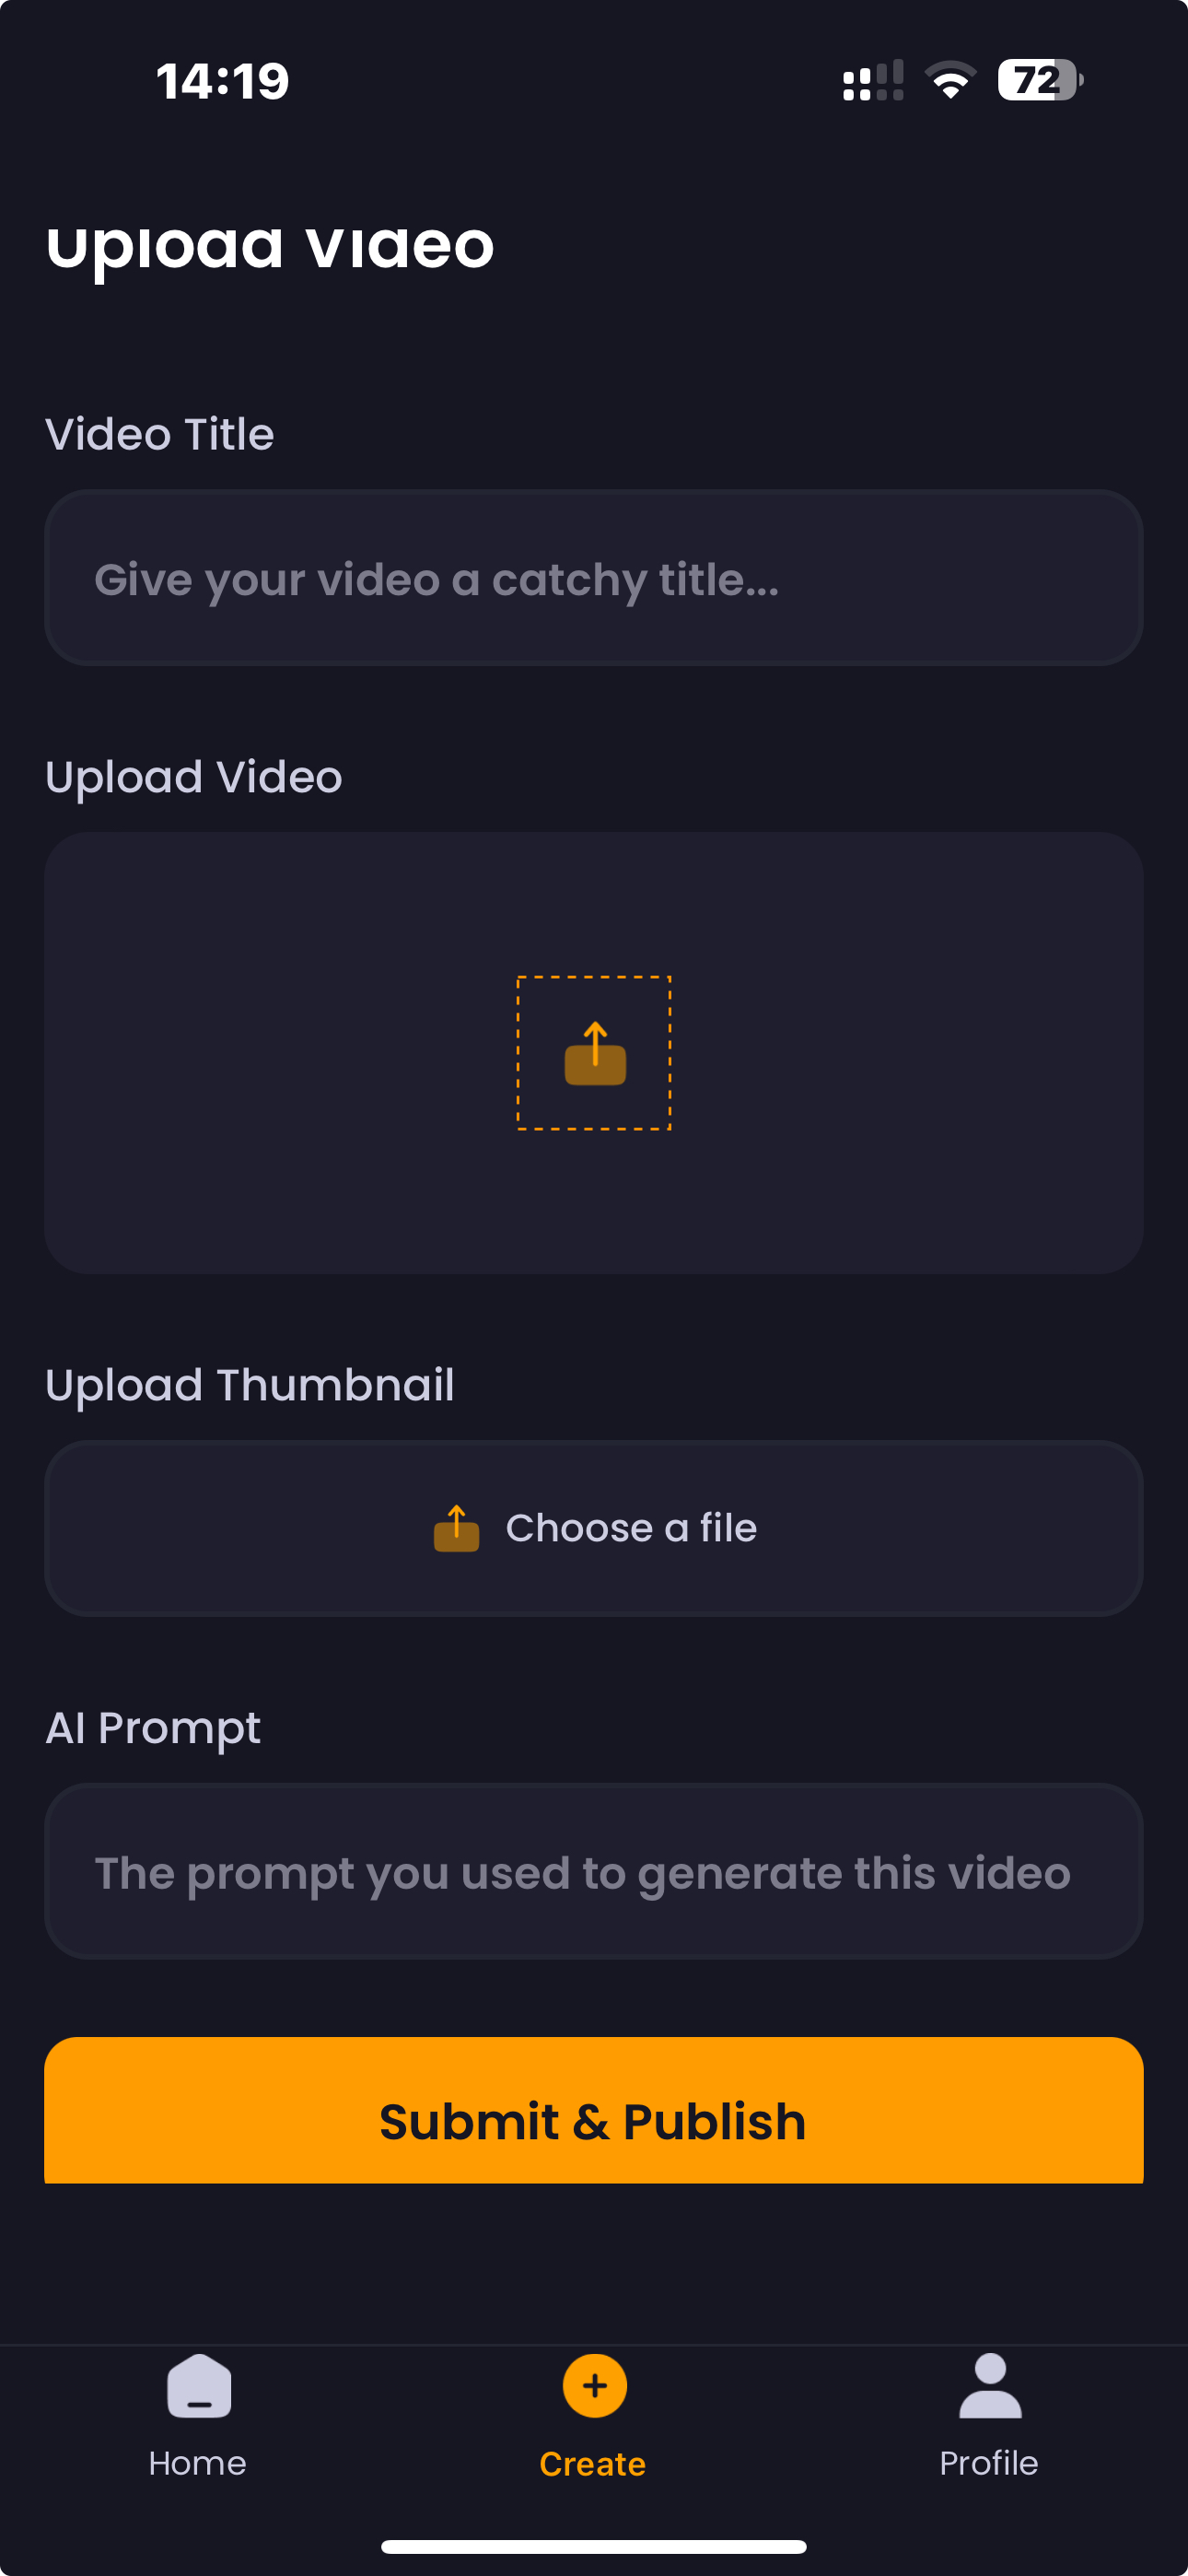 14:19
72
Upload Video
Video Title
Give your video a catchy title...
Upload Video
Upload Thumbnail
Choose a file
AI Prompt
The prompt you used to generate this video
Submit & Publish
Home
Create
Profile